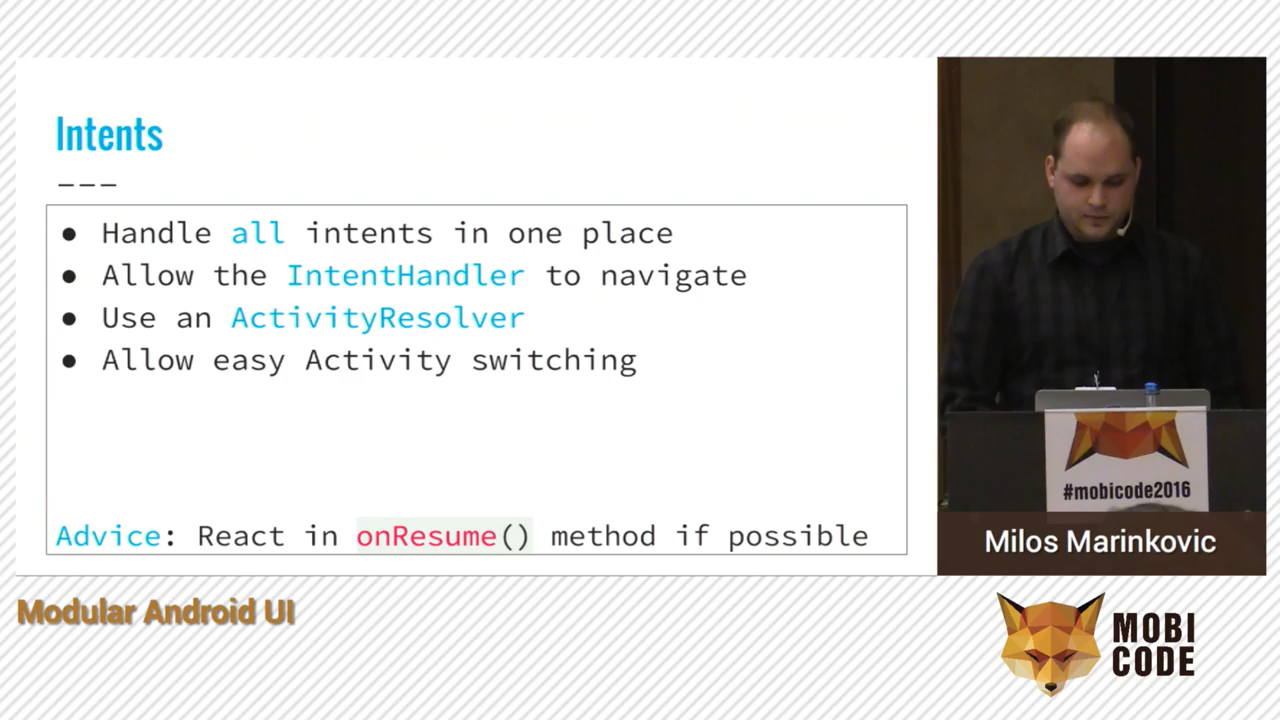 Intents
---
● Handle all intents in one place
● Allow the IntentHandler to navigate
● Use an ActivityResolver
● Allow easy Activity switching
Advice: React in onResume() method if possible
#mobicode2016
Milos Marinkovic
Modular Android UI
MOBI
CODE